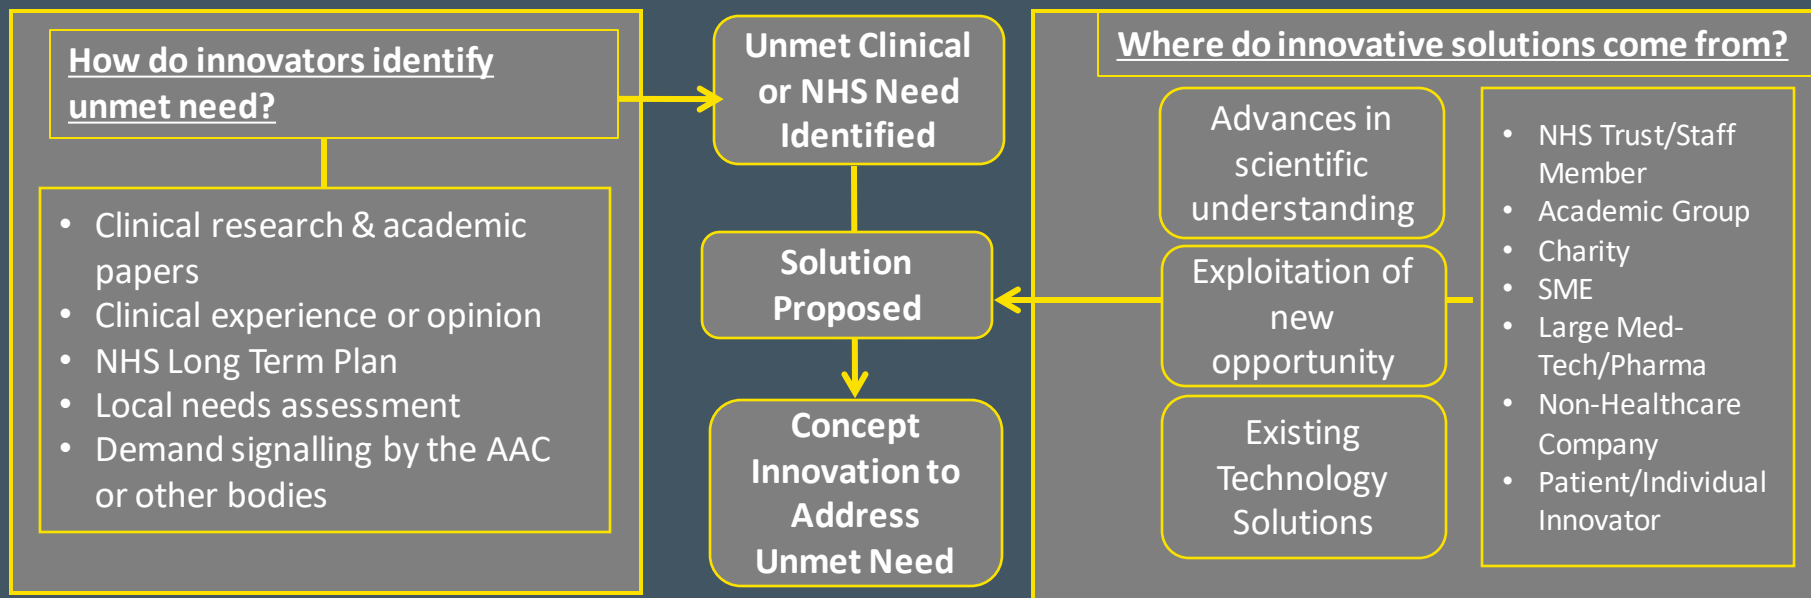 How do innovators identify
unmet need?
• Clinical research & academic
papers
• Clinical experience or opinion
• NHS Long Term Plan
• Local needs assessment
• Demand signalling by the AAC
or other bodies
Unmet Clinical
or NHS Need
Identified
Solution
Proposed
Concept
Innovation to
Address
Unmet Need
Where do innovative solutions come from?
Advances in
scientific
understanding
Exploitation of
new
opportunity
Existing
Technology
Solutions
• NHS Trust/Staff
Member
• Academic Group
• Charity
• SME
• Large Med-
Tech/Pharma
• Non-Healthcare
Company
• Patient/Individual
Innovator